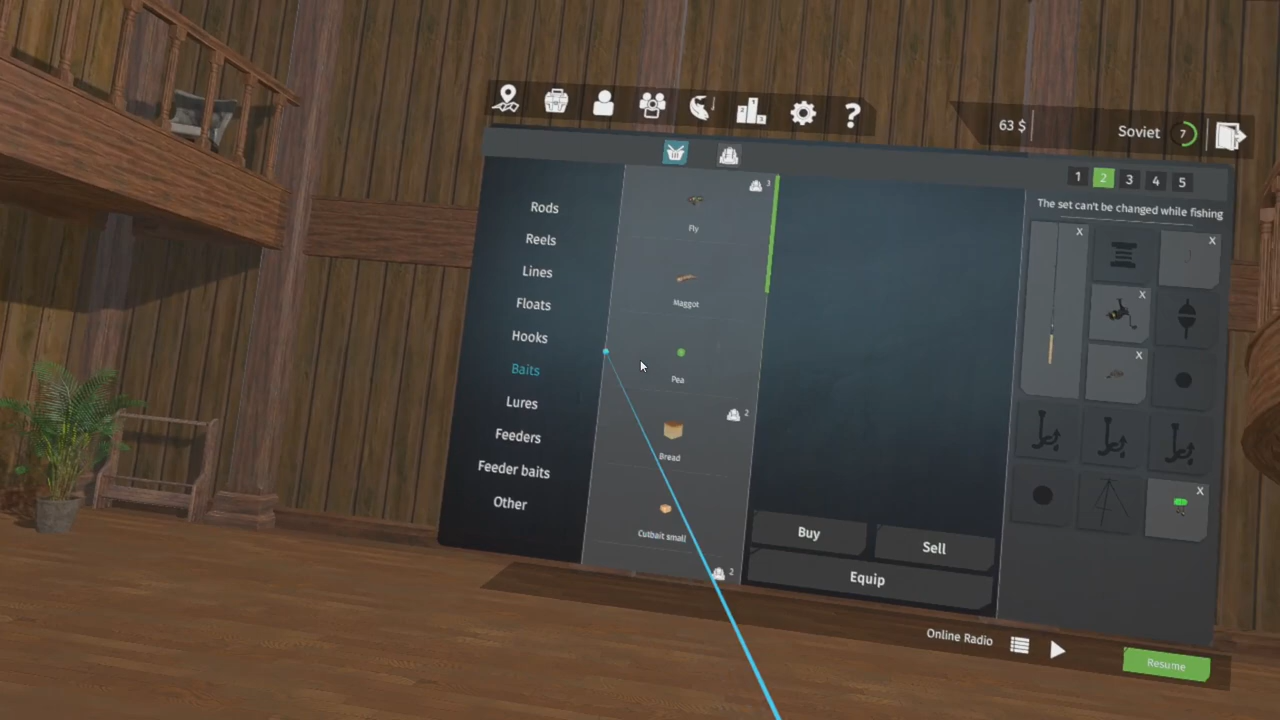 63 $
Soviet
7
1 2 3 4 5
The set can't be changed while fishing
Rods
Reels
Lines
Floats
Hooks
Baits
Lures
Feeders
Feeder baits
Other
3
Fly
Maggot
Pea
2
Bread
Cutbait small
2
X
X
X
X
X
Buy
Sell
Equip
Online Radio
Resume